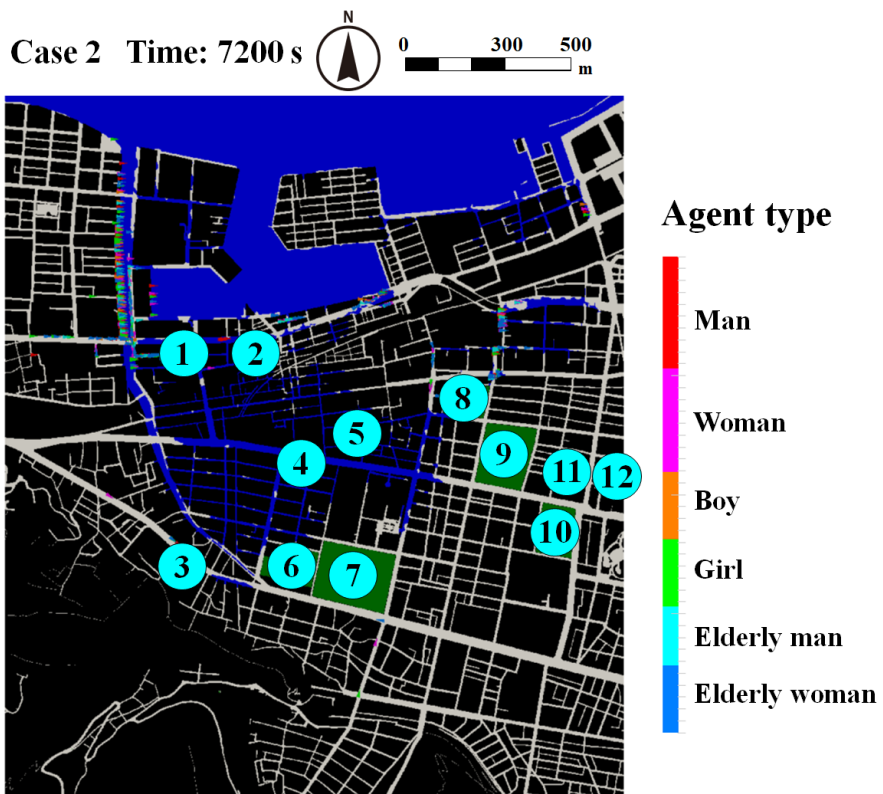 N
Case 2 Time: 7200 s
0 300 500
m
Agent type
Man
Woman
Boy
Girl
Elderly man
Elderly woman
1
2
8
5
9
4
11
12
10
3
6
7